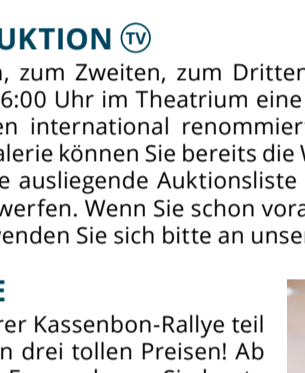 UKTION TV
, zum Zweiten, zum Dritten
6:00 Uhr im Theatrium eine
en international renommier
alerie können Sie bereits die
e ausliegende Auktionsliste
werfen. Wenn Sie schon vora
enden Sie sich bitte an unse
E
rer Kassenbon-Rallye teil
n drei tollen Preisen! Ab